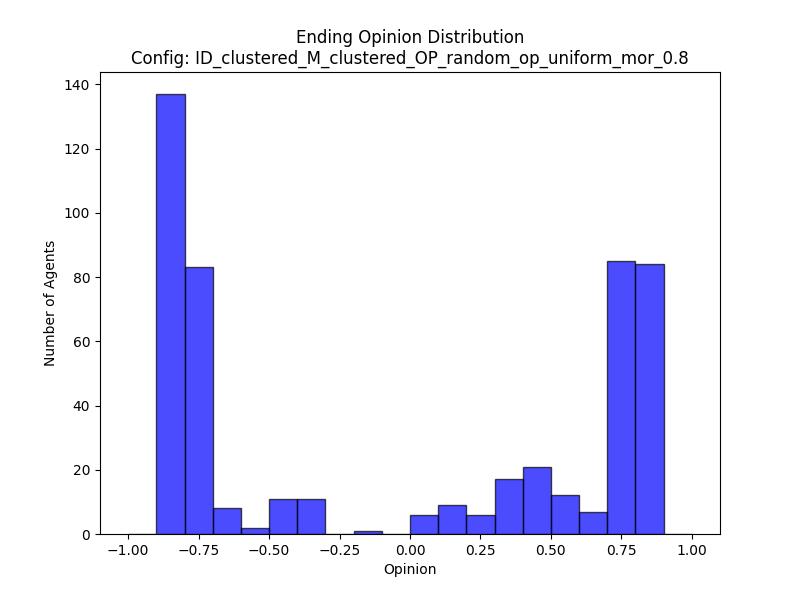 Ending Opinion Distribution
Config: ID_clustered_M_clustered_OP_random_op_uniform_mor_0.8
140
120
100
80
60
40
20
0
Number of Agents
−1.00 −0.75 −0.50 −0.25 0.00 0.25 0.50 0.75 1.00
Opinion